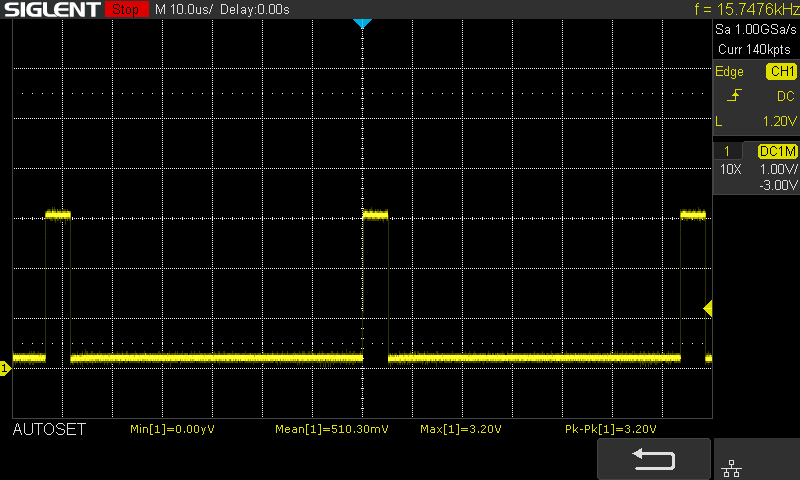 SIGLENT Stop M 10.0us/ Delay:0.00s f = 15.7476kHz
Sa 1.00GSa/s
Curr 140kpts
Edge CH1
DC
L 1.20V
1 DC1M
10X 1.00V/
-3.00V
1
AUTOSET Min[1]=0.00yV Mean[1]=510.30mV Max[1]=3.20V Pk-Pk[1]=3.20V